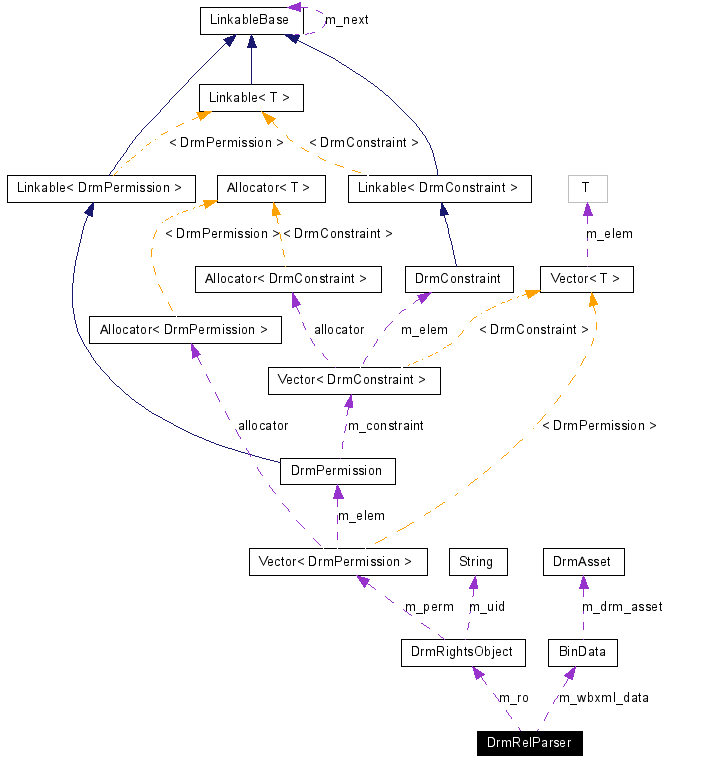 LinkableBase
m_next
Linkable< T >
< DrmPermission >
< DrmConstraint >
Linkable< DrmPermission >
Allocator< T >
Linkable< DrmConstraint >
T
< DrmPermission >
< DrmConstraint >
m_elem
Allocator< DrmConstraint >
DrmConstraint
Vector< T >
Allocator< DrmPermission >
allocator
m_elem
< DrmConstraint >
Vector< DrmConstraint >
allocator
m_constraint
< DrmPermission >
DrmPermission
m_elem
Vector< DrmPermission >
String
DrmAsset
m_perm
m_uid
m_drm_asset
DrmRightsObject
BinData
m_ro
m_wbxml_data
DrmRelParser